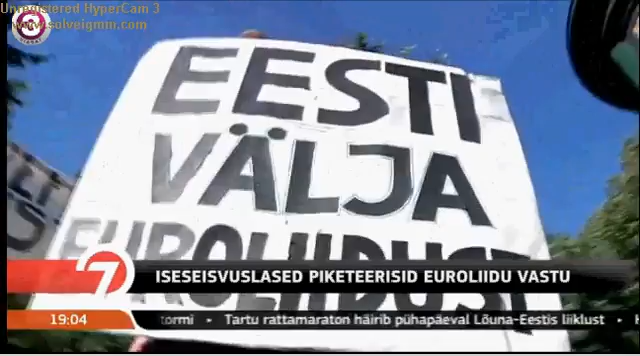 Unregistered HyperCam 3
www.solveigmm.com
EESTI
VÄLJA
EUROLIIDUST
7
ISESEISVUSLASED PIKETEERISID EUROLIIDU VASTU
19:04
tormi • Tartu rattamaraton häirib pühapäeval Lõuna-Eestis liiklust •